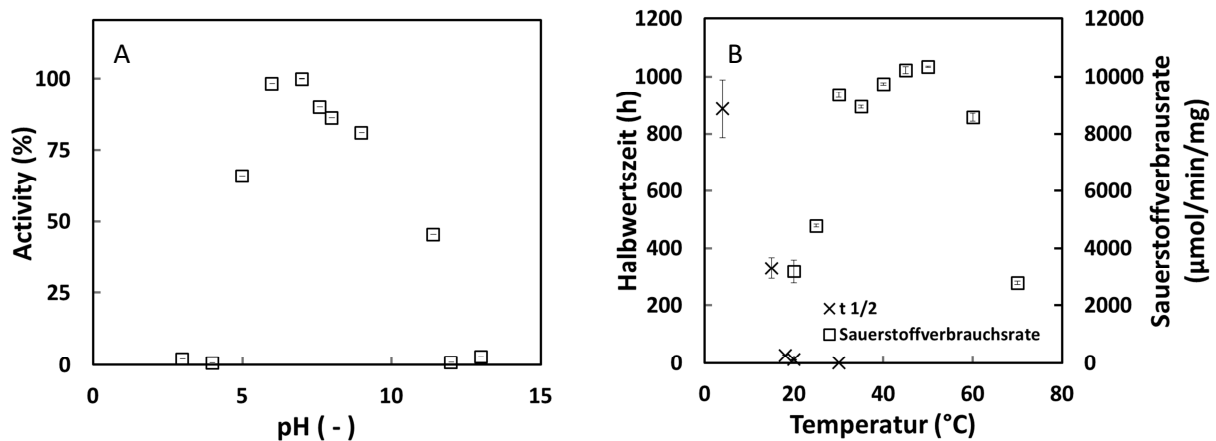 A
100
75
50
25
0
Activity (%)
0
5
10
15
pH ( - )
B
1200
1000
800
600
400
200
0
Halbwertszeit (h)
12000
10000
8000
6000
4000
2000
0
Sauerstoffverbrausrate
(µmol/min/mg)
t 1/2
Sauerstoffverbrauchsrate
0
20
40
60
80
Temperatur (°C)